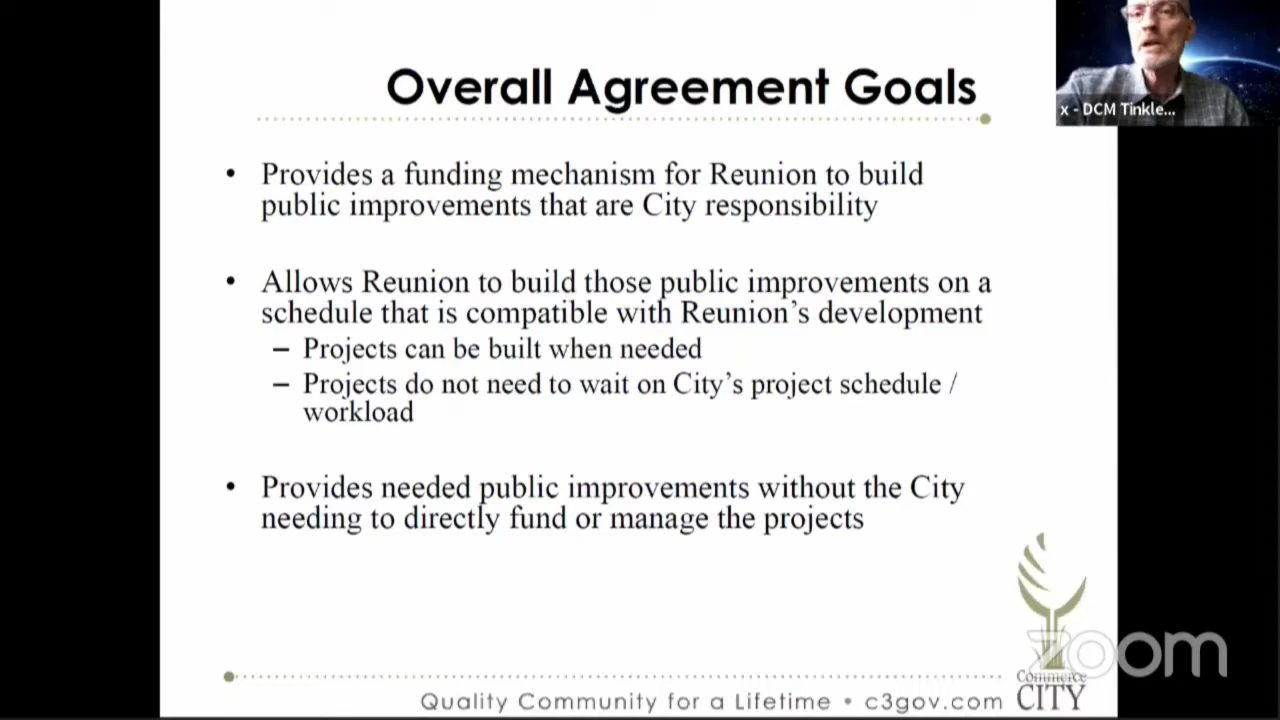 Overall Agreement Goals
x - DCM Tinkle...
• Provides a funding mechanism for Reunion to build
public improvements that are City responsibility
• Allows Reunion to build those public improvements on a
schedule that is compatible with Reunion's development
– Projects can be built when needed
– Projects do not need to wait on City's project schedule /
workload
• Provides needed public improvements without the City
needing to directly fund or manage the projects
zoom
Commerce
CITY
Quality Community for a Lifetime • c3gov.com